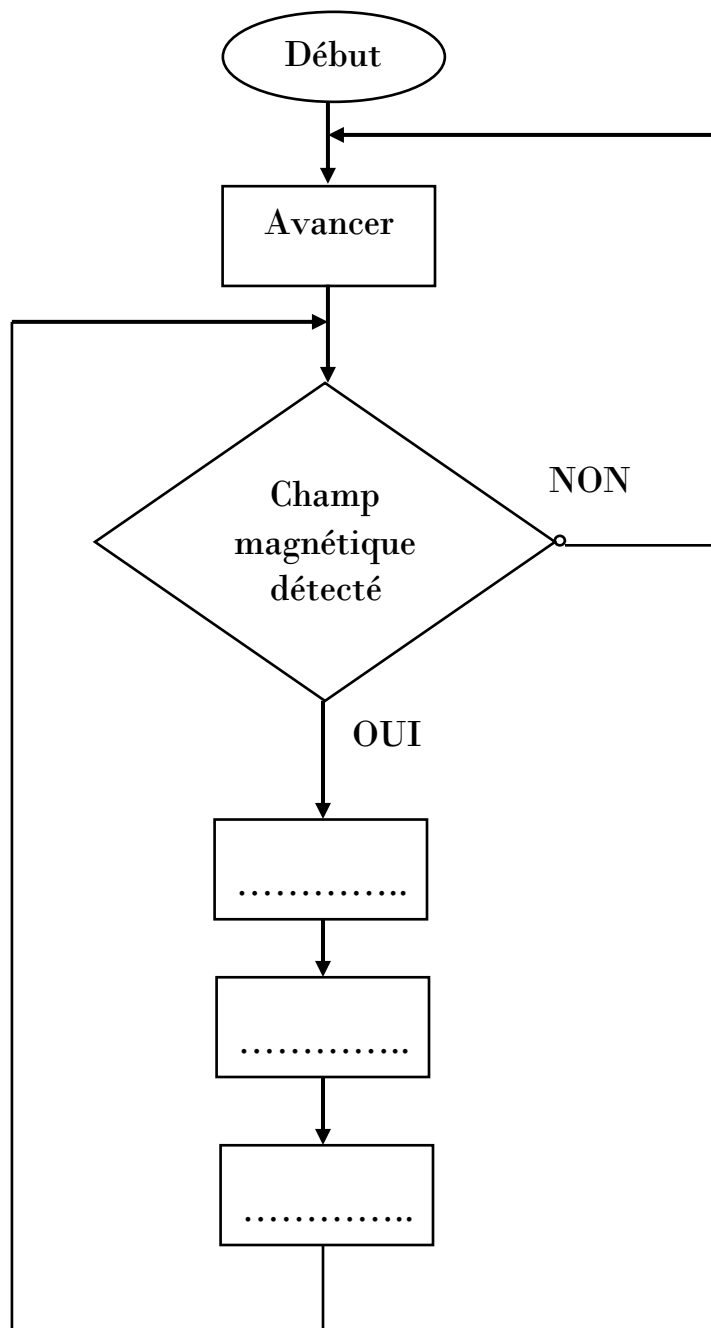 Début
Avancer
NON
Champ
magnétique
détecté
OUI
…………..
…………..
…………..